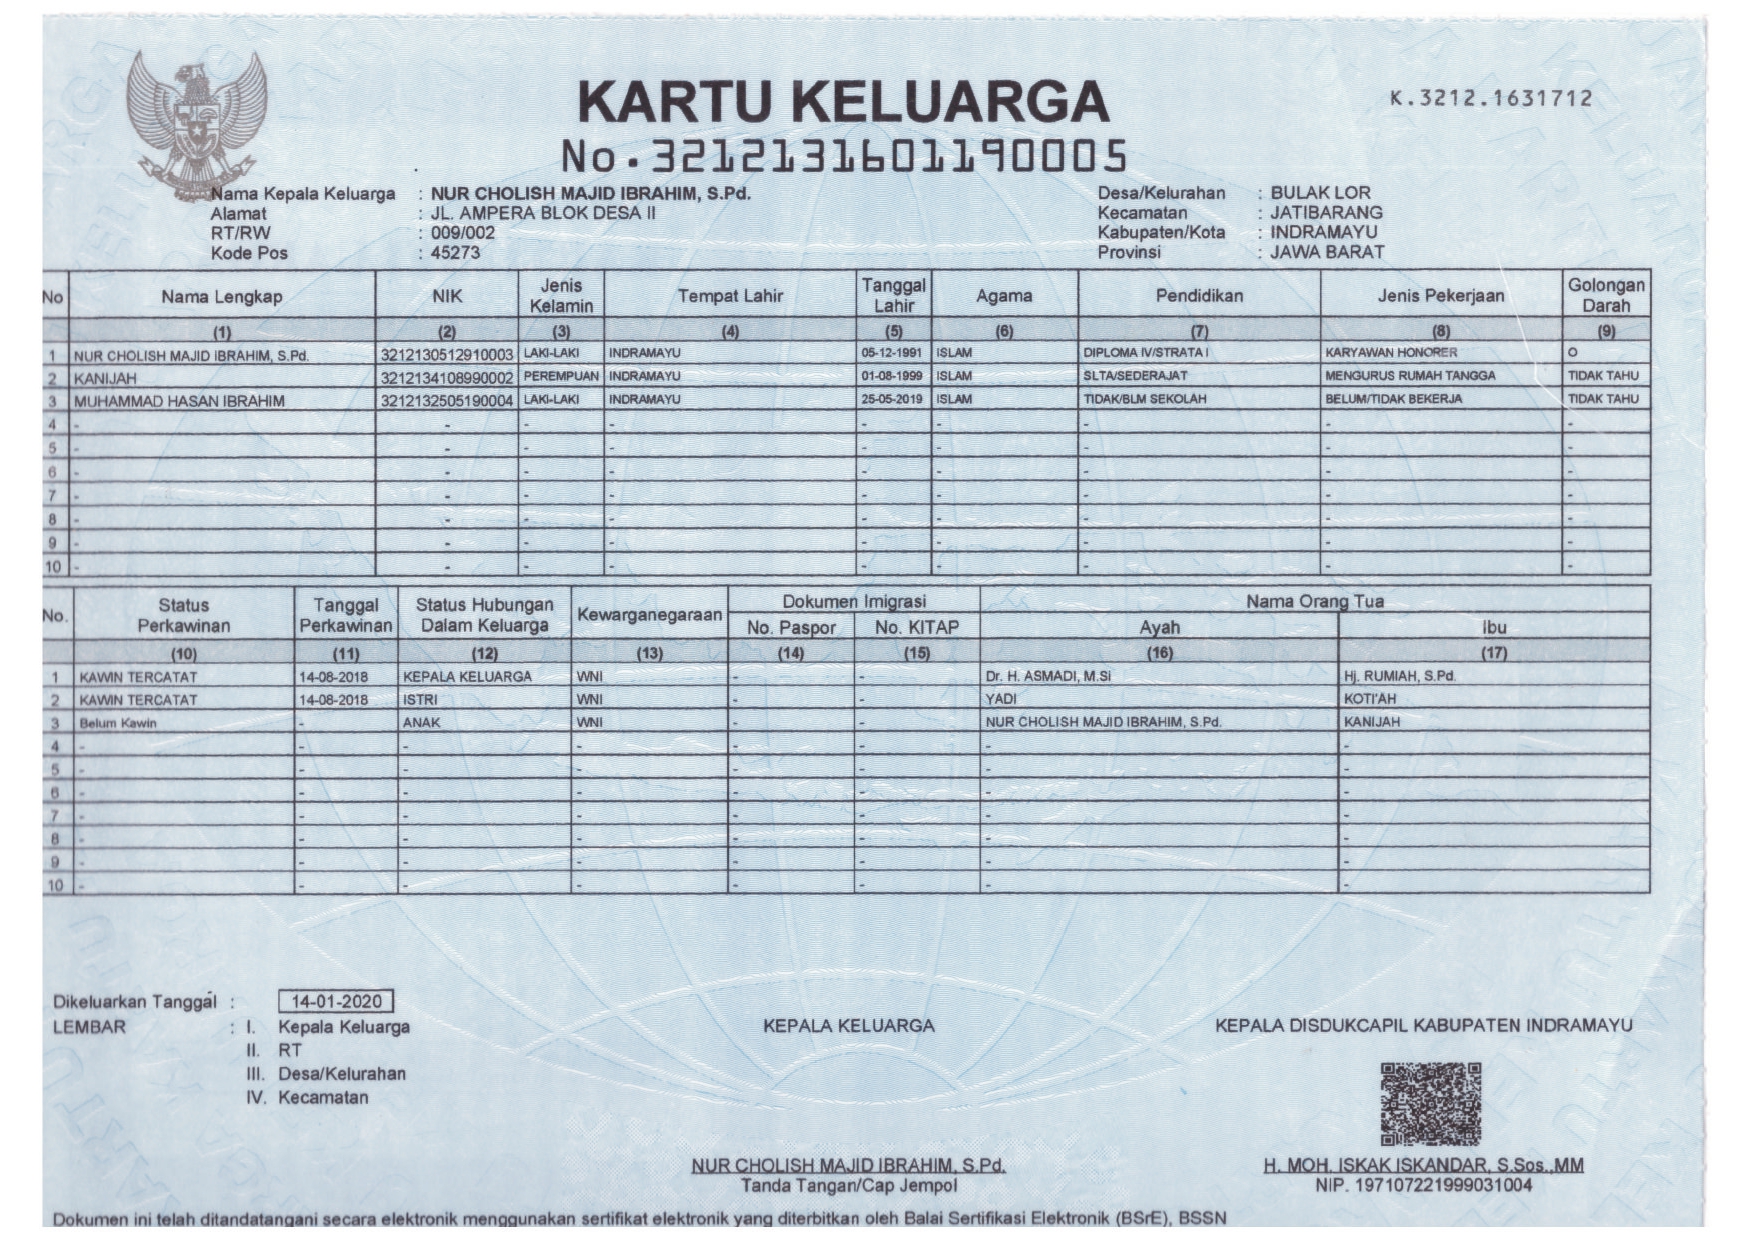 KARTU KELUARGA
K.3212.1631712
No.3212131601190005
Nama Kepala Keluarga : NUR CHOLISH MAJID IBRAHIM, S.Pd.
Alamat : JL. AMPERA BLOK DESA II
RT/RW : 009/002
Kode Pos : 45273
Desa/Kelurahan : BULAK LOR
Kecamatan : JATIBARANG
Kabupaten/Kota : INDRAMAYU
Provinsi : JAWA BARAT
No Nama Lengkap NIK Jenis Kelamin Tempat Lahir Tanggal Lahir Agama Pendidikan Jenis Pekerjaan Golongan Darah
(1) (2) (3) (4) (5) (6) (7) (8) (9)
1 NUR CHOLISH MAJID IBRAHIM, S.Pd. 3212130512910003 LAKI-LAKI INDRAMAYU 05-12-1991 ISLAM DIPLOMA IV/STRATA I KARYAWAN HONORER O
2 KANIJAH 3212134108990002 PEREMPUAN INDRAMAYU 01-08-1999 ISLAM SLTA/SEDERAJAT MENGURUS RUMAH TANGGA TIDAK TAHU
3 MUHAMMAD HASAN IBRAHIM 3212132505190004 LAKI-LAKI INDRAMAYU 25-05-2019 ISLAM TIDAK/BLM SEKOLAH BELUM/TIDAK BEKERJA TIDAK TAHU
4 - - - - - - - - -
5 - - - - - - - - -
6 - - - - - - - - -
7 - - - - - - - - -
8 - - - - - - - - -
9 - - - - - - - - -
10 - - - - - - - - -
No. Status Perkawinan Tanggal Perkawinan Status Hubungan Dalam Keluarga Kewarganegaraan Dokumen Imigrasi Nama Orang Tua
No. Paspor No. KITAP Ayah Ibu
(10) (11) (12) (13) (14) (15) (16) (17)
1 KAWIN TERCATAT 14-08-2018 KEPALA KELUARGA WNI - - Dr. H. ASMADI, M.Si Hj. RUMIAH, S.Pd.
2 KAWIN TERCATAT 14-08-2018 ISTRI WNI - - YADI KOTI'AH
3 Belum Kawin - ANAK WNI - - NUR CHOLISH MAJID IBRAHIM, S.Pd. KANIJAH
4 - - - - - - - -
5 - - - - - - - -
6 - - - - - - - -
7 - - - - - - - -
8 - - - - - - - -
9 - - - - - - - -
10 - - - - - - - -
Dikeluarkan Tanggal : 14-01-2020
LEMBAR : I. Kepala Keluarga
II. RT
III. Desa/Kelurahan
IV. Kecamatan
KEPALA KELUARGA
NUR CHOLISH MAJID IBRAHIM, S.Pd.
Tanda Tangan/Cap Jempol
KEPALA DISDUKCAPIL KABUPATEN INDRAMAYU
H. MOH. ISKAK ISKANDAR, S.Sos.,MM
NIP. 197107221999031004
Dokumen ini telah ditandatangani secara elektronik menggunakan sertifikat elektronik yang diterbitkan oleh Balai Sertifikasi Elektronik (BSrE), BSSN